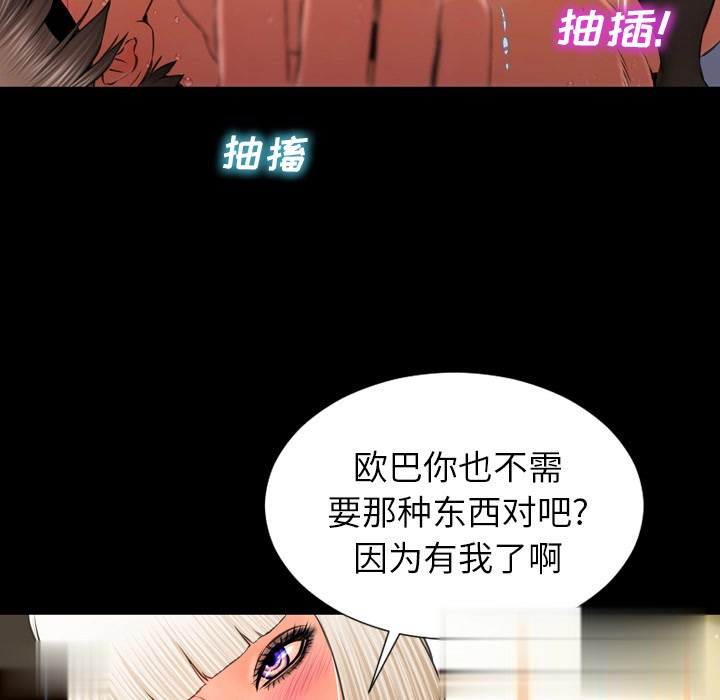 抽插!
抽搐
欧巴你也不需
要那种东西对吧?
因为有我了啊